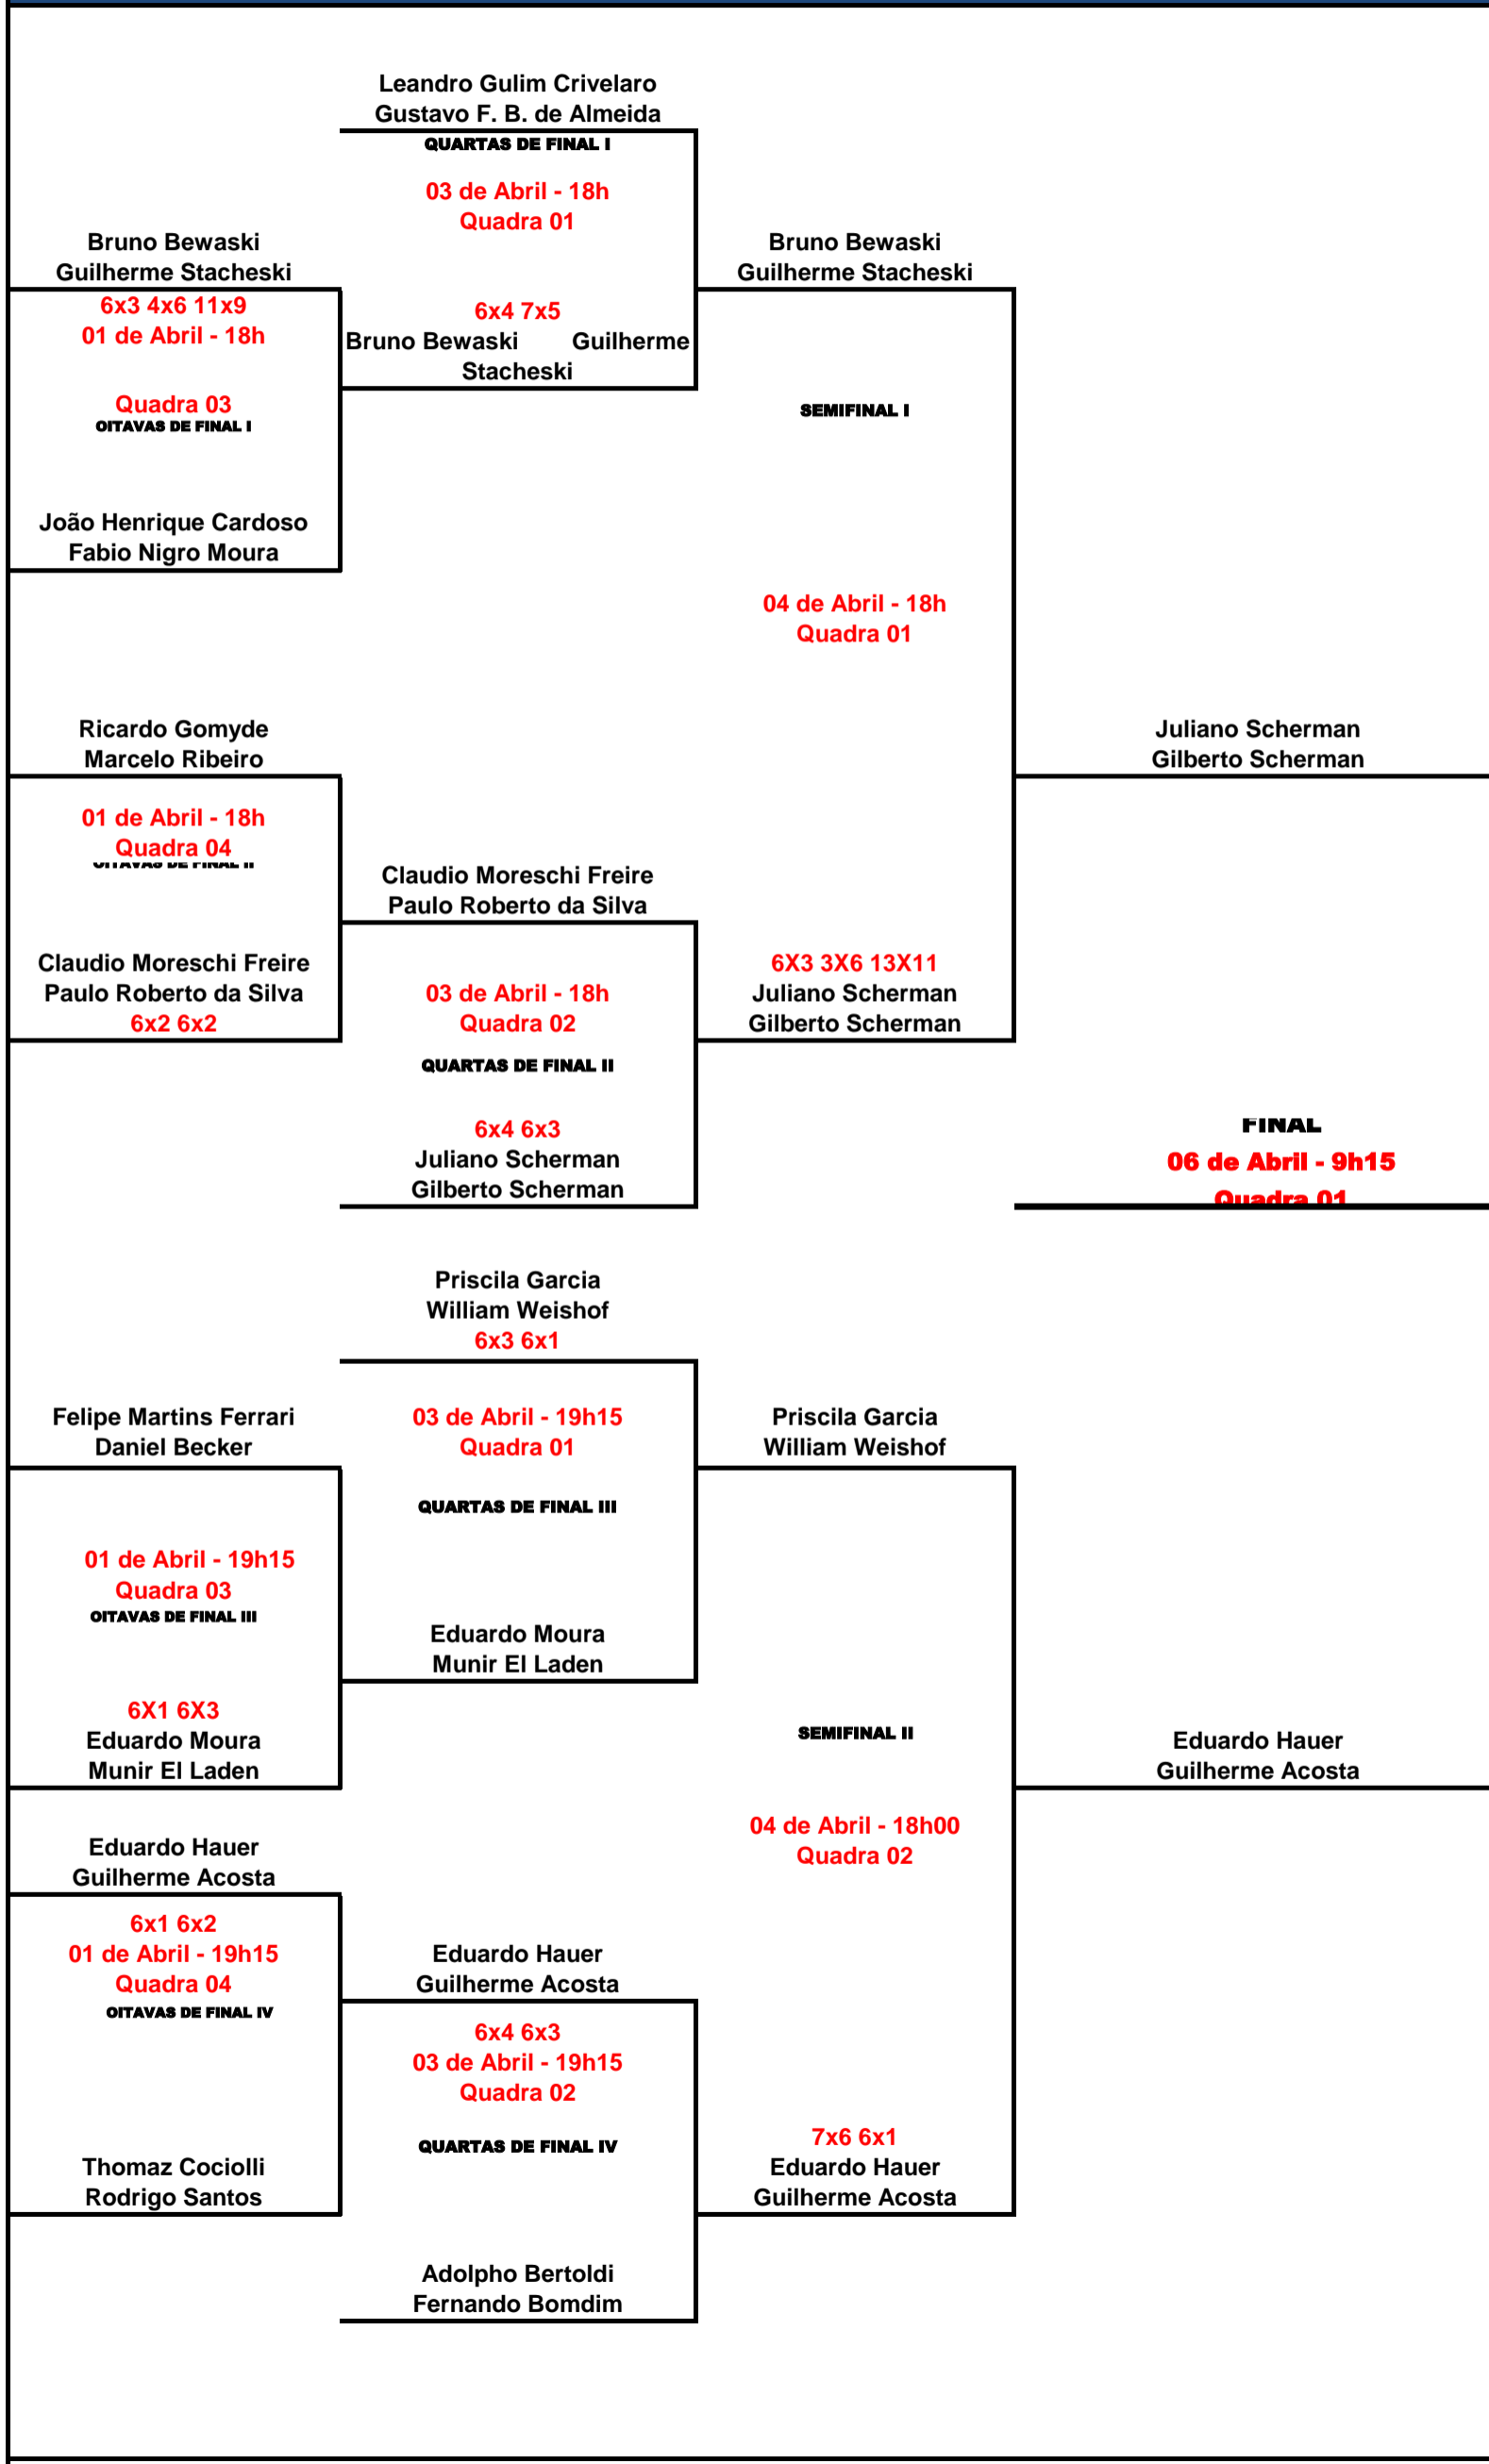 Leandro Gulim Crivelaro
Gustavo F. B. de Almeida
QUARTAS DE FINAL I
03 de Abril - 18h
Quadra 01
Bruno Bewaski
Guilherme Stacheski
Bruno Bewaski
Guilherme Stacheski
6x3 4x6 11x9
01 de Abril - 18h
6x4 7x5
Bruno Bewaski Guilherme
Stacheski
Quadra 03
OITAVAS DE FINAL I
SEMIFINAL I
João Henrique Cardoso
Fabio Nigro Moura
04 de Abril - 18h
Quadra 01
Ricardo Gomyde
Marcelo Ribeiro
Juliano Scherman
Gilberto Scherman
01 de Abril - 18h
Quadra 04
OITAVAS DE FINAL II
Claudio Moreschi Freire
Paulo Roberto da Silva
Claudio Moreschi Freire
Paulo Roberto da Silva
6x2 6x2
03 de Abril - 18h
Quadra 02
6X3 3X6 13X11
Juliano Scherman
Gilberto Scherman
QUARTAS DE FINAL II
6x4 6x3
Juliano Scherman
Gilberto Scherman
FINAL
06 de Abril - 9h15
Quadra 01
Priscila Garcia
William Weishof
6x3 6x1
Felipe Martins Ferrari
Daniel Becker
03 de Abril - 19h15
Quadra 01
Priscila Garcia
William Weishof
QUARTAS DE FINAL III
01 de Abril - 19h15
Quadra 03
OITAVAS DE FINAL III
Eduardo Moura
Munir El Laden
6X1 6X3
Eduardo Moura
Munir El Laden
SEMIFINAL II
Eduardo Hauer
Guilherme Acosta
04 de Abril - 18h00
Quadra 02
Eduardo Hauer
Guilherme Acosta
6x1 6x2
01 de Abril - 19h15
Quadra 04
OITAVAS DE FINAL IV
Eduardo Hauer
Guilherme Acosta
6x4 6x3
03 de Abril - 19h15
Quadra 02
QUARTAS DE FINAL IV
7x6 6x1
Eduardo Hauer
Guilherme Acosta
Thomaz Cociolli
Rodrigo Santos
Adolpho Bertoldi
Fernando Bomdim